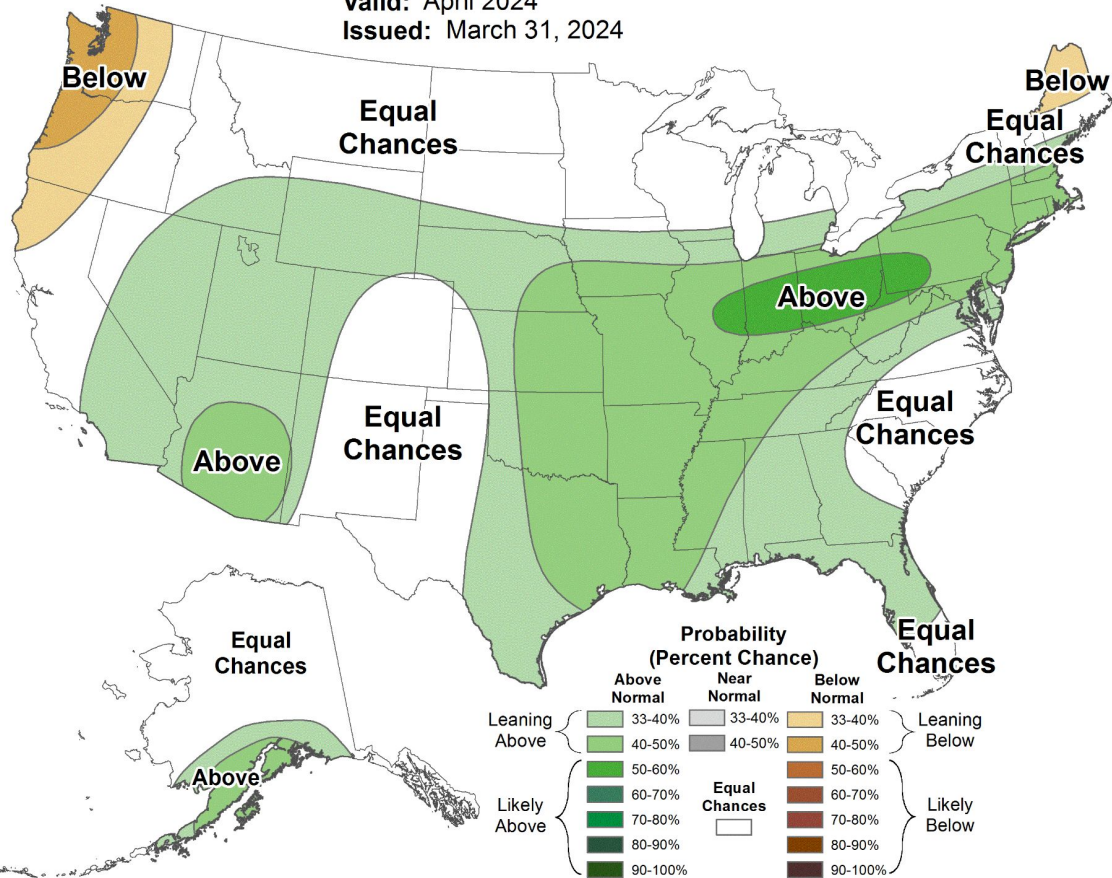 Valid: April 2024
Issued: March 31, 2024
Below
Equal
Chances
Below
Equal
Chances
Above
Equal
Chances
Equal
Chances
Above
Equal
Chances
Equal
Chances
Above
Probability
(Percent Chance)
Above
Normal
Near
Normal
Below
Normal
Leaning
Above
33-40%
33-40%
33-40%
Leaning
Below
40-50%
40-50%
40-50%
Likely
Above
50-60%
50-60%
Likely
Below
60-70%
Equal
Chances
60-70%
70-80%
70-80%
80-90%
80-90%
90-100%
90-100%